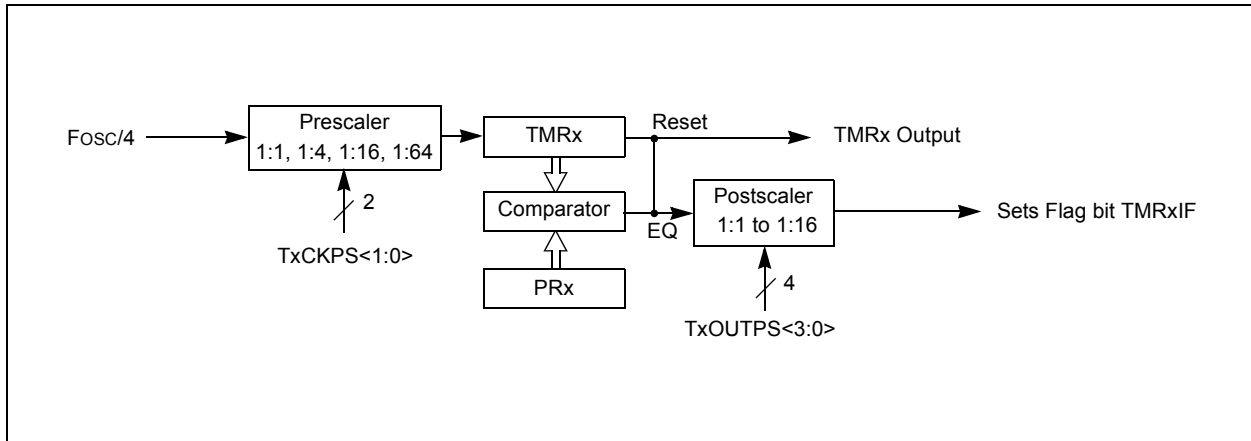 Fosc/4
Prescaler
1:1, 1:4, 1:16, 1:64
2
TxCKPS<1:0>
TMRx
Comparator
PRx
Reset
EQ
TMRx Output
Postscaler
1:1 to 1:16
4
TxOUTPS<3:0>
Sets Flag bit TMRxIF